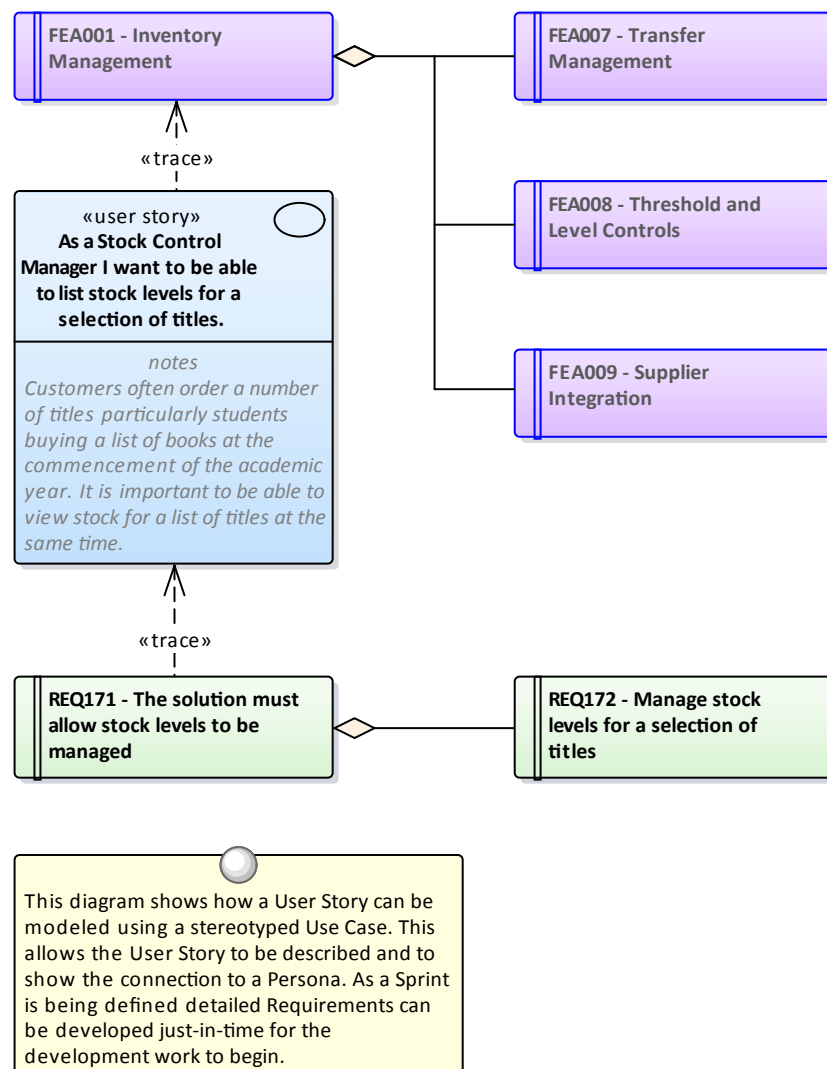 FEA001 - Inventory
Management
FEA007 - Transfer
Management
«trace»
«user story»
As a Stock Control
Manager I want to be able
to list stock levels for a
selection of titles.
FEA008 - Threshold and
Level Controls
notes
Customers often order a number
of titles particularly students
buying a list of books at the
commencement of the academic
year. It is important to be able to
view stock for a list of titles at the
same time.
FEA009 - Supplier
Integration
«trace»
REQ171 - The solution must
allow stock levels to be
managed
REQ172 - Manage stock
levels for a selection of
titles
This diagram shows how a User Story can be
modeled using a stereotyped Use Case. This
allows the User Story to be described and to
show the connection to a Persona. As a Sprint
is being defined detailed Requirements can
be developed just-in-time for the
development work to begin.